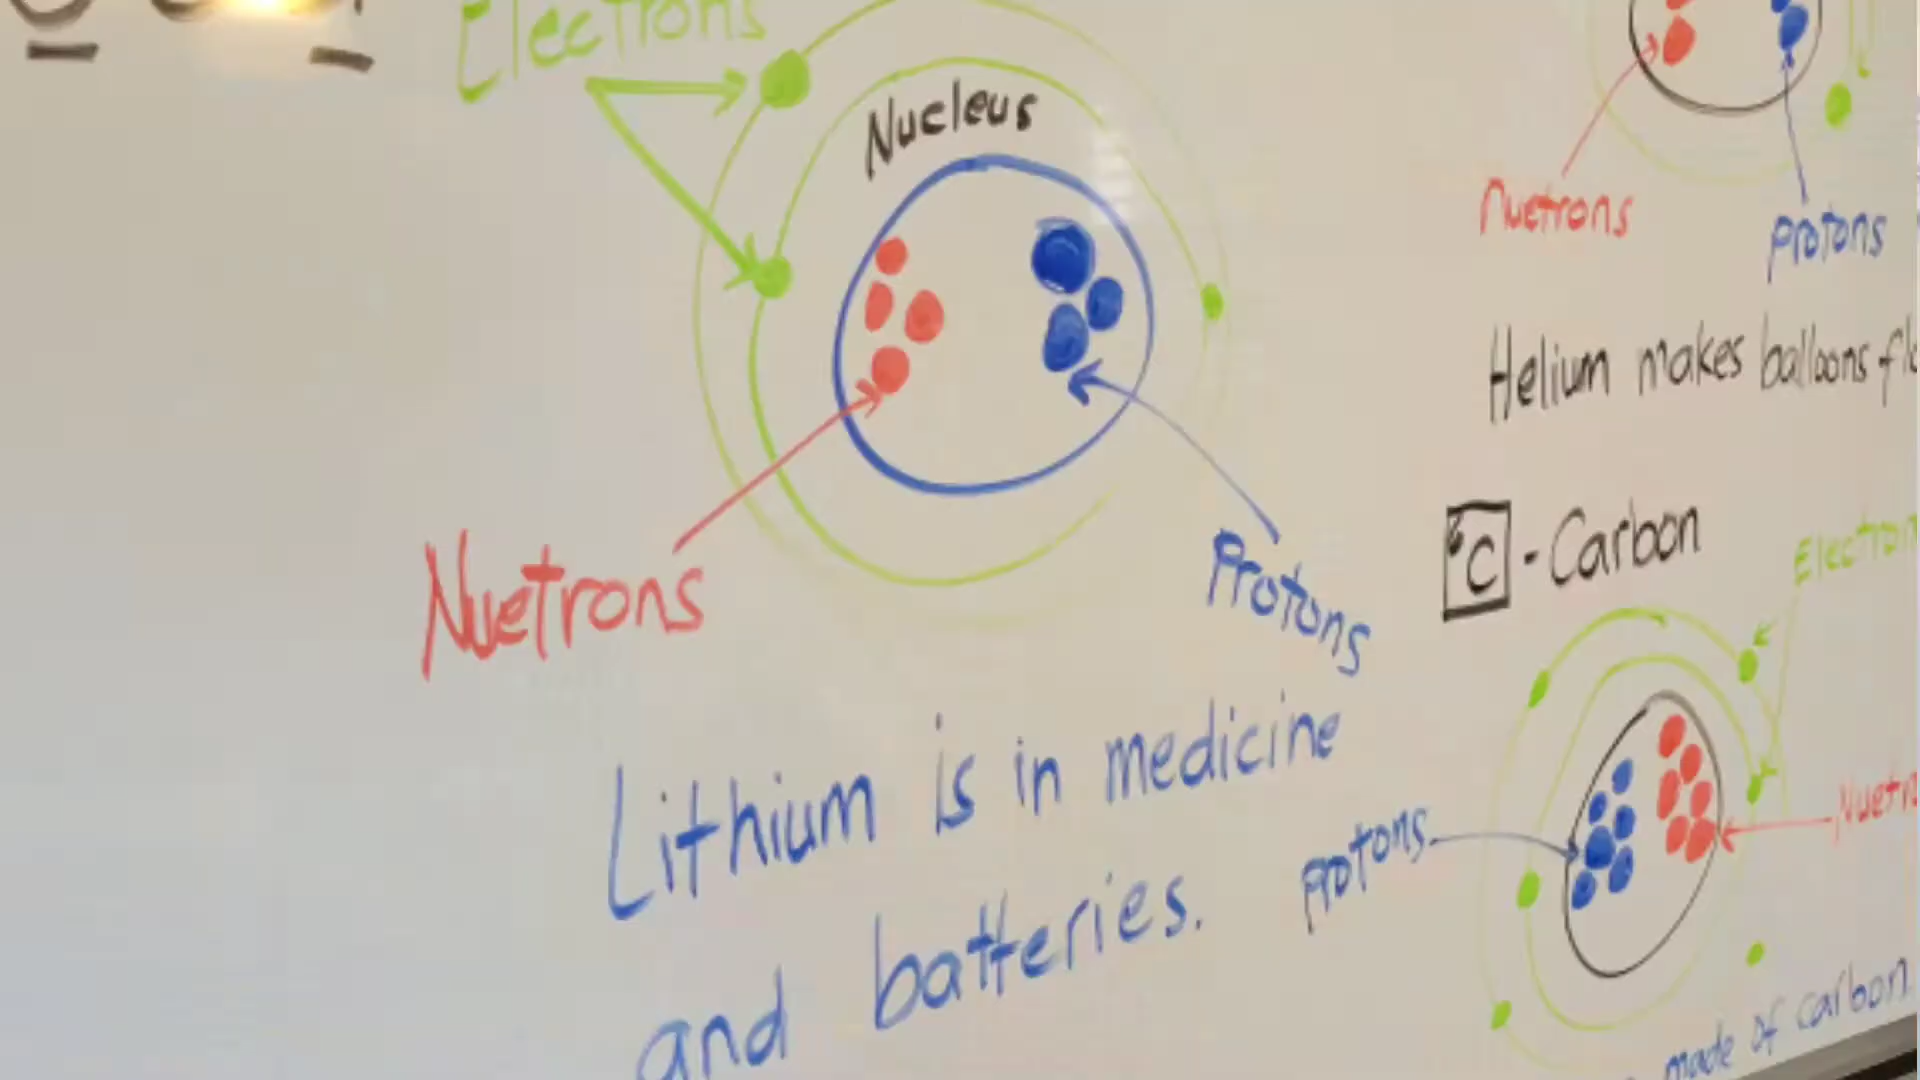 Electrons
Nucleus
Nuetrons
Protons
Lithium is in medicine
and batteries.
Nuetrons
Protons
Helium makes balloons
6C - Carbon
Electron
Protons
made of carbon.